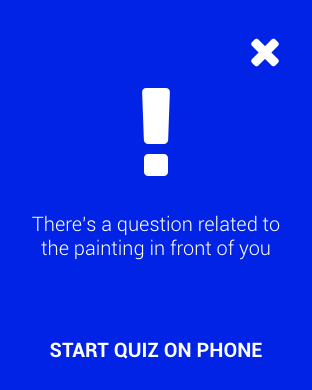 There's a question related to
the painting in front of you
START QUIZ ON PHONE